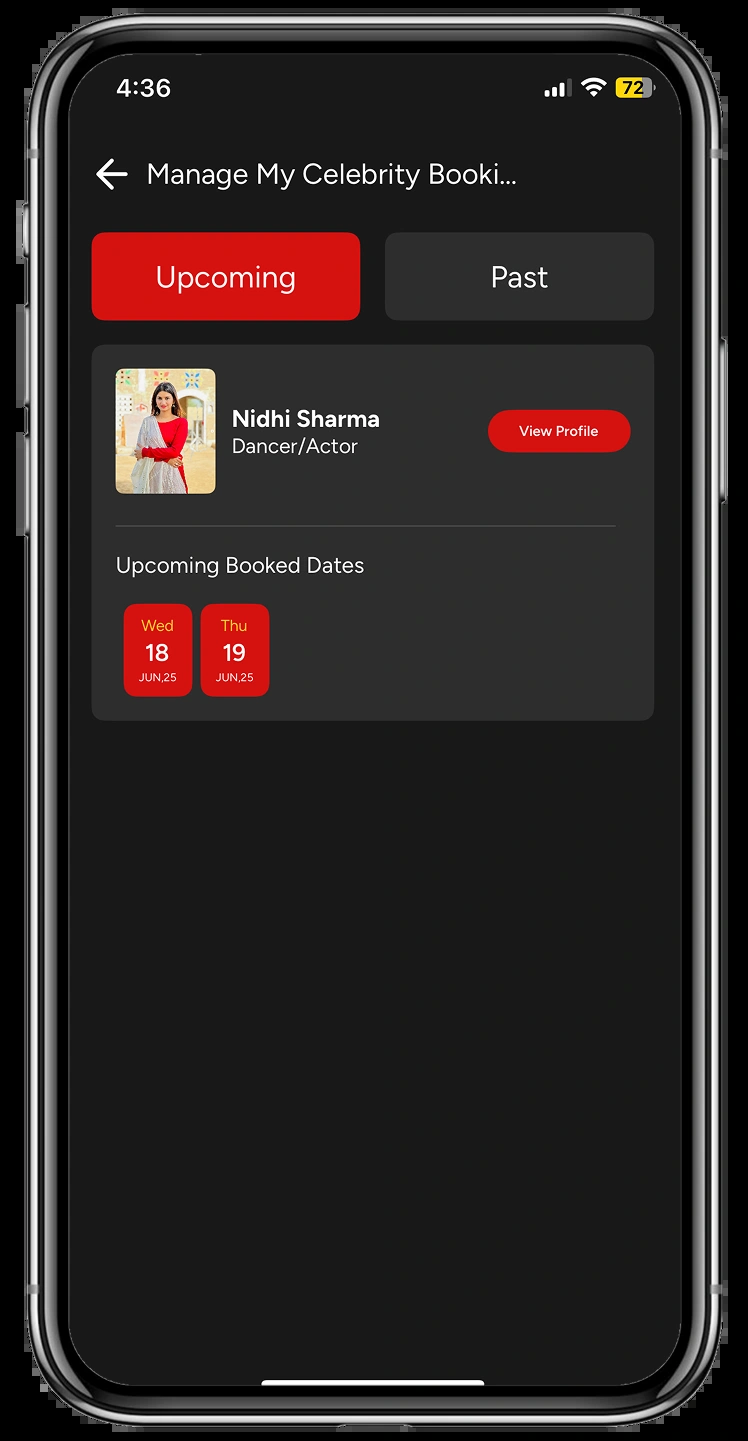 4:36
72
Manage My Celebrity Booki...
Upcoming
Past
Nidhi Sharma
Dancer/Actor
View Profile
Upcoming Booked Dates
Wed
18
JUN,25
Thu
19
JUN,25